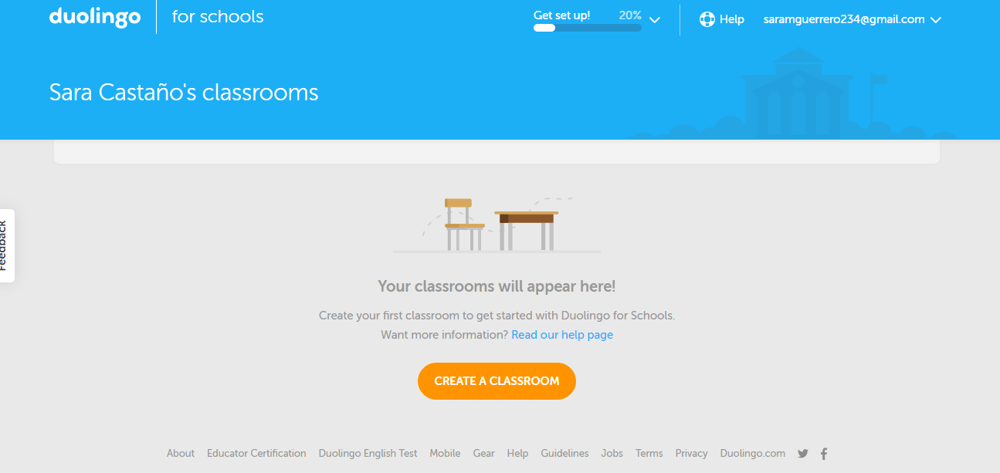 duolingo for schools
Get set up! 20%
Help
saramguerrero234@gmail.com
Sara Castaño's classrooms
Feedback
Your classrooms will appear here!
Create your first classroom to get started with Duolingo for Schools.
Want more information? Read our help page
CREATE A CLASSROOM
About Educator Certification Duolingo English Test Mobile Gear Help Guidelines Jobs Terms Privacy Duolingo.com